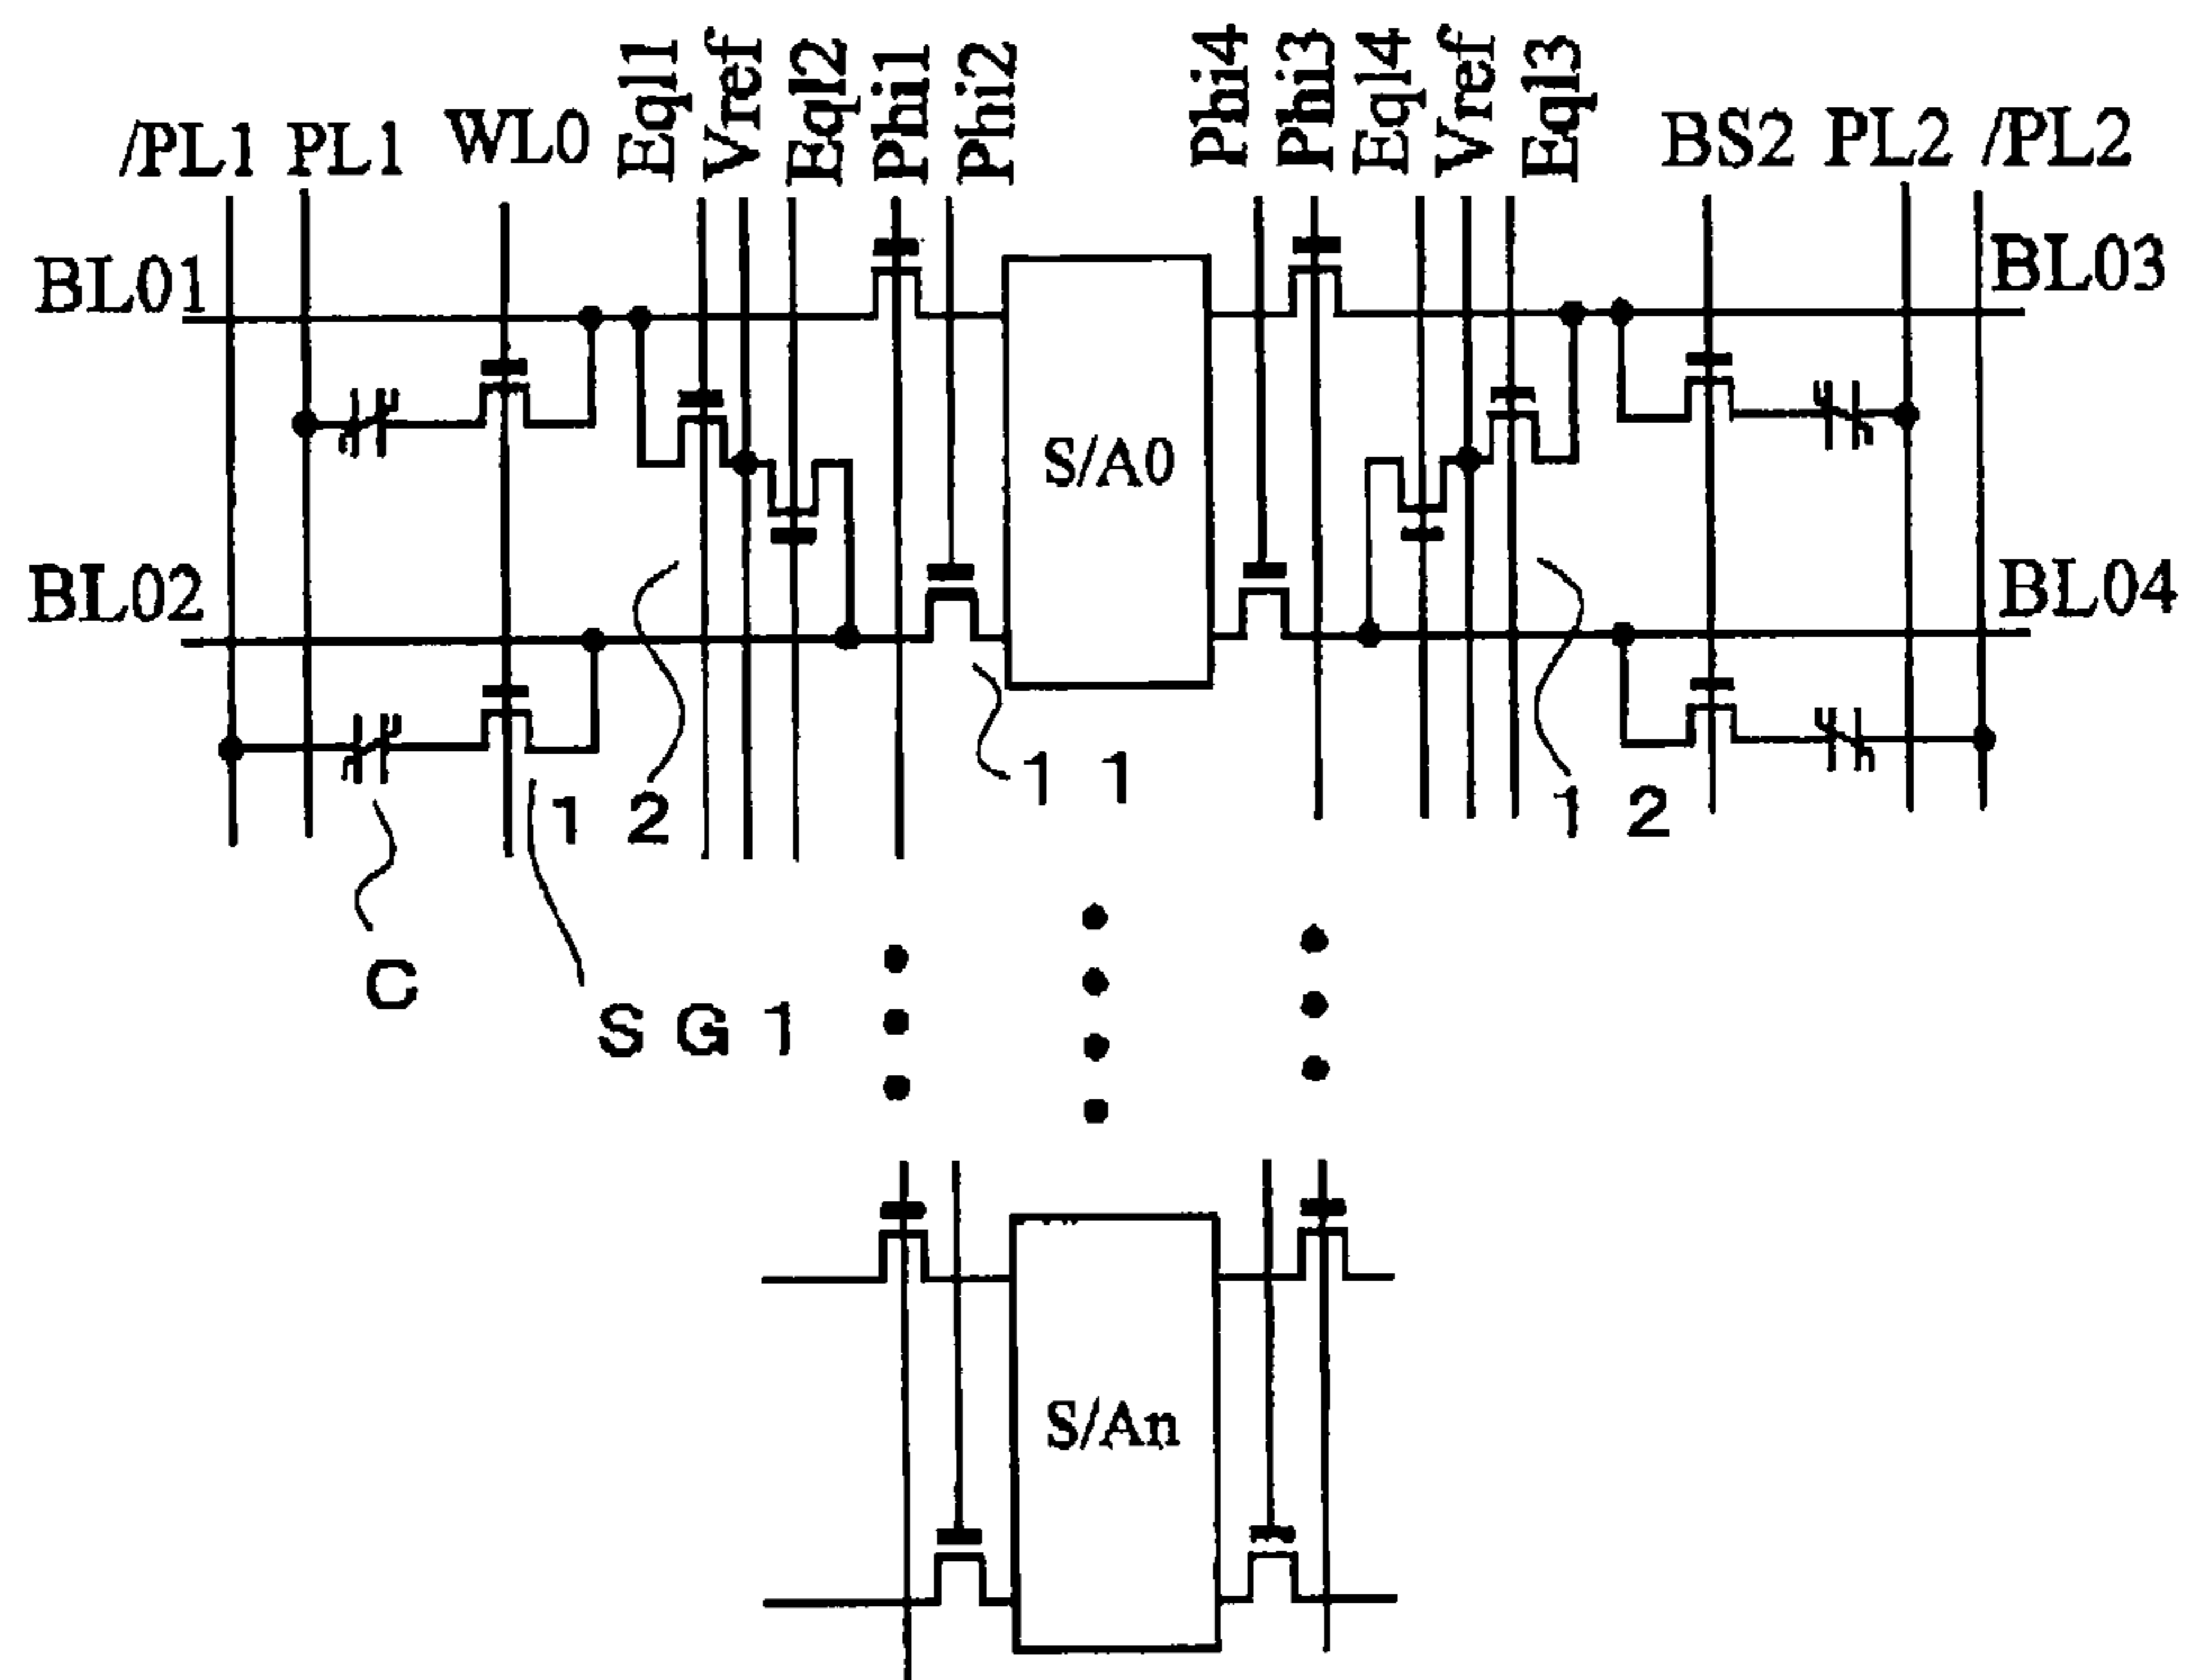 /PL1 PL1 WL0 Eql1 Vref Eql2 Phi1 Phi2 Phi4 Phi3 Eql4 Vref Eql3 BS2 PL2 /PL2
BL01
BL03
S/A0
BL02
BL04
1 1
1 2
1 2
C
S G 1
S/An